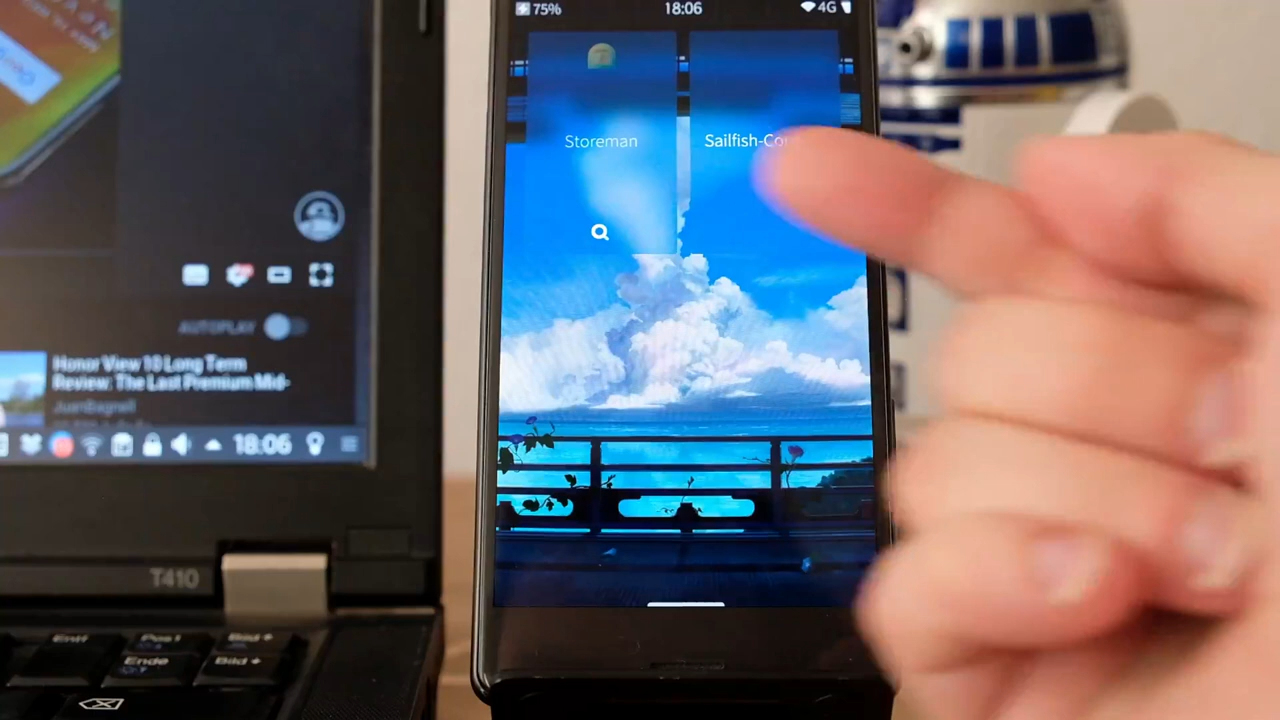 75%
18:06
4G
Storeman
Sailfish-Co
AUTOPLAY
Honor View 10 Long Term
Review: The Last Premium Mid-
18:06
T410
Entf
Pos1
Bild+
Ende
Bild+